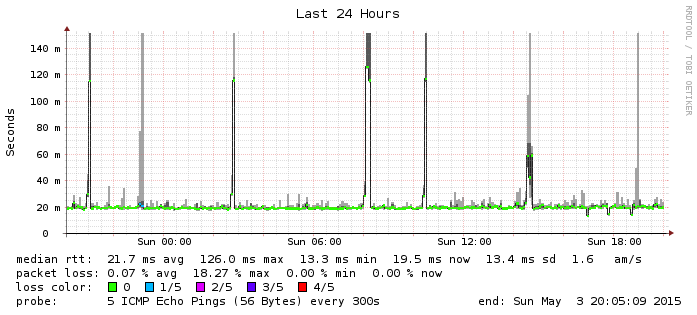 Last 24 Hours
RRDTOOL / TOBI OETIKER
Seconds
140 m
120 m
100 m
80 m
60 m
40 m
20 m
0
Sun 00:00 Sun 06:00 Sun 12:00 Sun 18:00
median rtt: 21.7 ms avg 126.0 ms max 13.3 ms min 19.5 ms now 13.4 ms sd 1.6 am/s
packet loss: 0.07 % avg 18.27 % max 0.00 % min 0.00 % now
loss color: 0 1/5 2/5 3/5 4/5
probe: 5 ICMP Echo Pings (56 Bytes) every 300s end: Sun May 3 20:05:09 2015